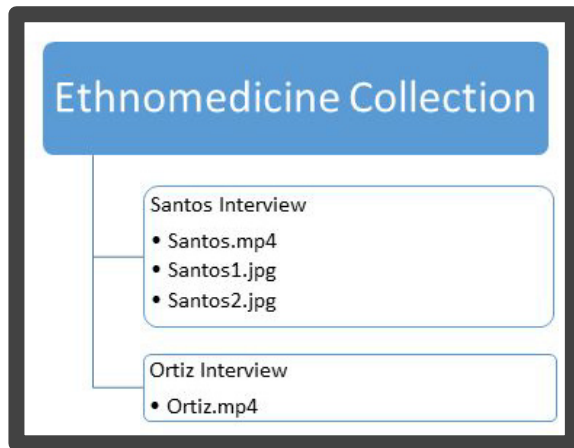 Ethnomedicine Collection
Santos Interview
• Santos.mp4
• Santos1.jpg
• Santos2.jpg
Ortiz Interview
• Ortiz.mp4